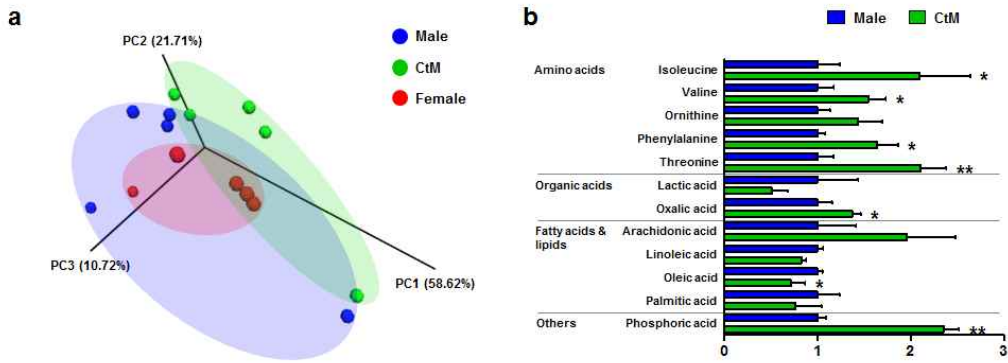 a
PC2 (21.71%)
Male
CtM
Female
PC3 (10.72%)
PC1 (58.62%)
b
Male
CtM
Amino acids
Isoleucine
*
Valine
*
Ornithine
Phenylalanine
*
Threonine
**
Organic acids
Lactic acid
Oxalic acid
*
Fatty acids &
lipids
Arachidonic acid
Linoleic acid
Oleic acid
*
Palmitic acid
Others
Phosphoric acid
**
0 1 2 3